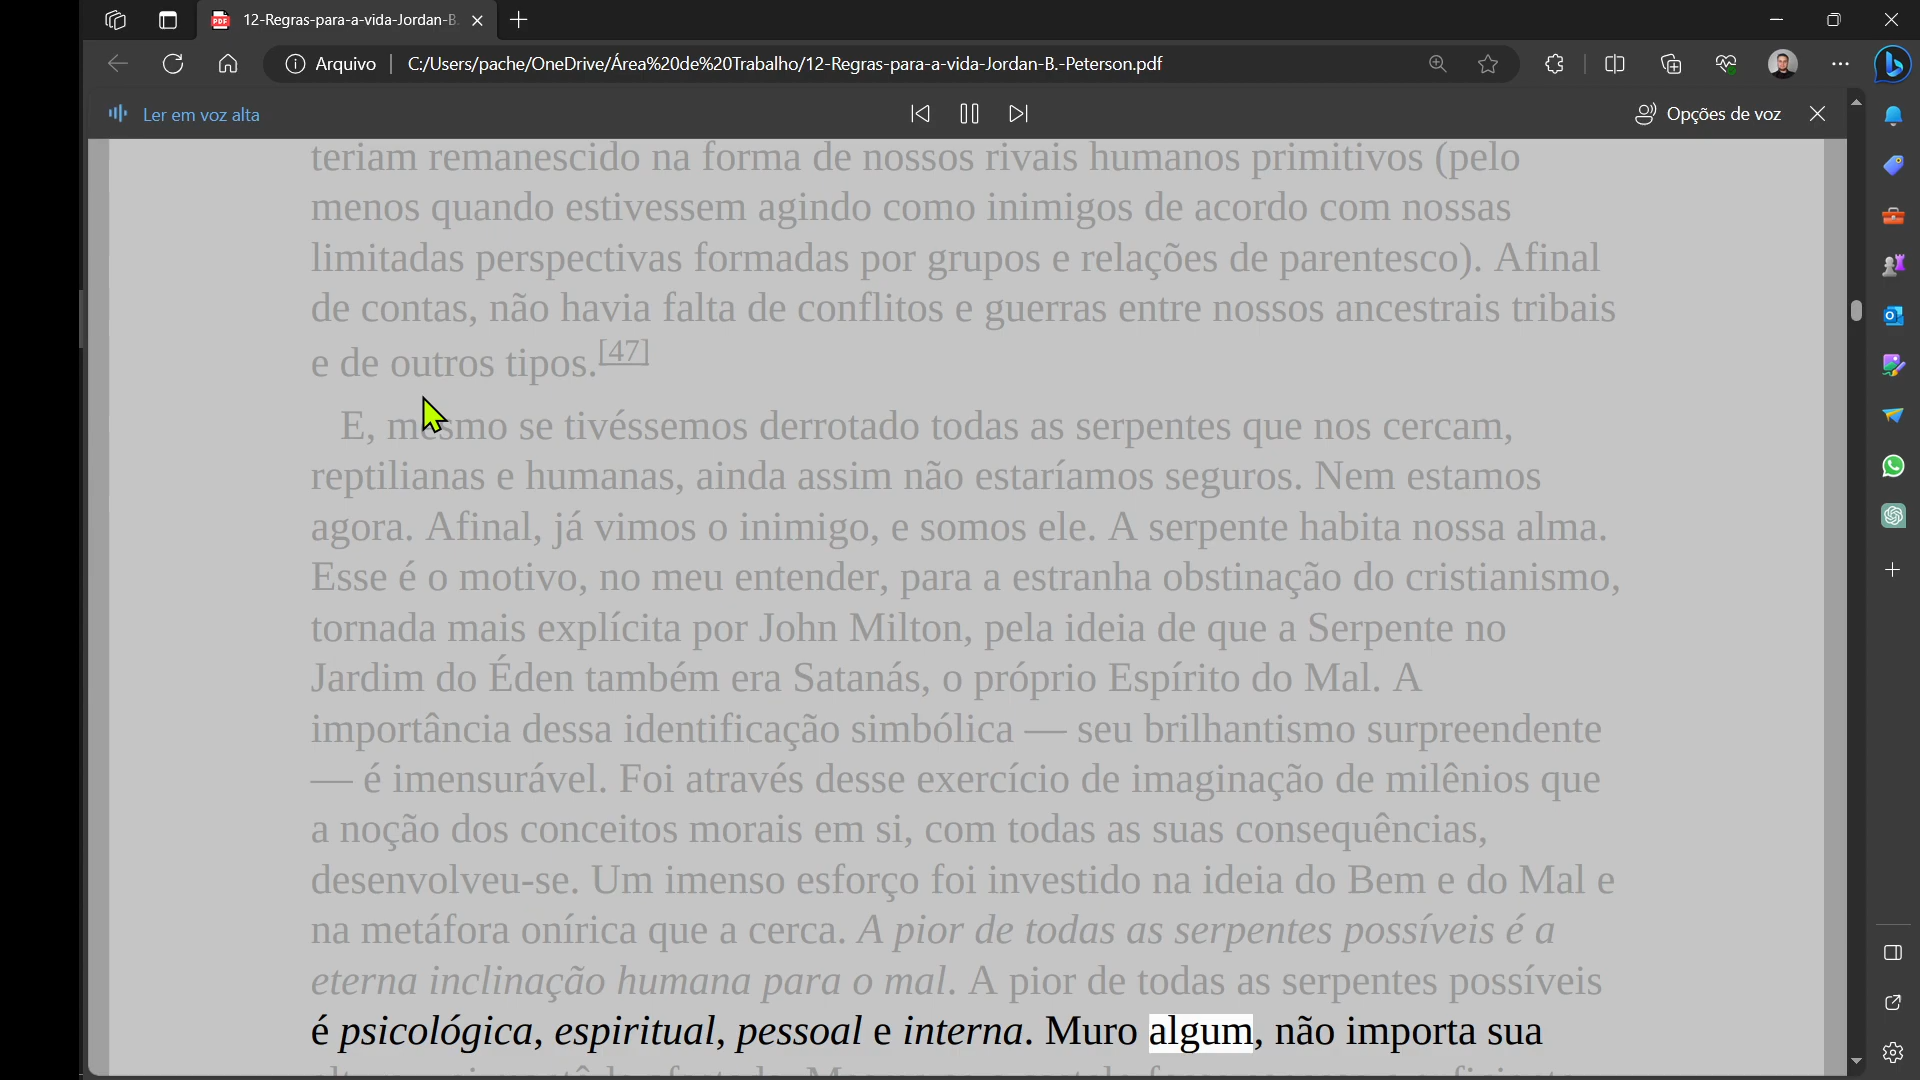 12-Regras-para-a-vida-Jordan-B.
Arquivo
C:/Users/pache/OneDrive/Área%20de%20Trabalho/12-Regras-para-a-vida-Jordan-B.-Peterson.pdf
Ler em voz alta
Opções de voz
teriam remanescido na forma de nossos rivais humanos primitivos (pelo
menos quando estivessem agindo como inimigos de acordo com nossas
limitadas perspectivas formadas por grupos e relações de parentesco). Afinal
de contas, não havia falta de conflitos e guerras entre nossos ancestrais tribais
e de outros tipos.[47]
E, mesmo se tivéssemos derrotado todas as serpentes que nos cercam,
reptilianas e humanas, ainda assim não estaríamos seguros. Nem estamos
agora. Afinal, já vimos o inimigo, e somos ele. A serpente habita nossa alma.
Esse é o motivo, no meu entender, para a estranha obstinação do cristianismo,
tornada mais explícita por John Milton, pela ideia de que a Serpente no
Jardim do Éden também era Satanás, o próprio Espírito do Mal. A
importância dessa identificação simbólica — seu brilhantismo surpreendente
— é imensurável. Foi através desse exercício de imaginação de milênios que
a noção dos conceitos morais em si, com todas as suas consequências,
desenvolveu-se. Um imenso esforço foi investido na ideia do Bem e do Mal e
na metáfora onírica que a cerca. A pior de todas as serpentes possíveis é a
eterna inclinação humana para o mal. A pior de todas as serpentes possíveis
é psicológica, espiritual, pessoal e interna. Muro algum, não importa sua